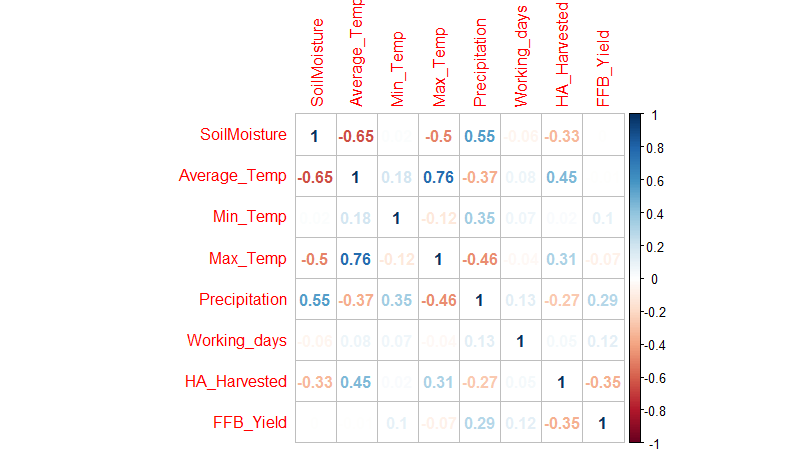 SoilMoisture Average_Temp Min_Temp Max_Temp Precipitation Working_days HA_Harvested FFB_Yield
SoilMoisture 1 -0.65 -0.5 0.55 -0.06 -0.33
Average_Temp -0.65 1 0.18 0.76 -0.37 0.08 0.45
Min_Temp 0.18 1 -0.12 0.35 0.07 0.02 0.1
Max_Temp -0.5 0.76 -0.12 1 -0.46 -0.04 0.31 -0.07
Precipitation 0.55 -0.37 0.35 -0.46 1 0.13 -0.27 0.29
Working_days -0.06 0.08 0.07 -0.04 0.13 1 0.05 0.12
HA_Harvested -0.33 0.45 0.02 0.31 -0.27 0.05 1 -0.35
FFB_Yield 0.1 -0.07 0.29 0.12 -0.35 1
1
0.8
0.6
0.4
0.2
0
-0.2
-0.4
-0.6
-0.8
-1